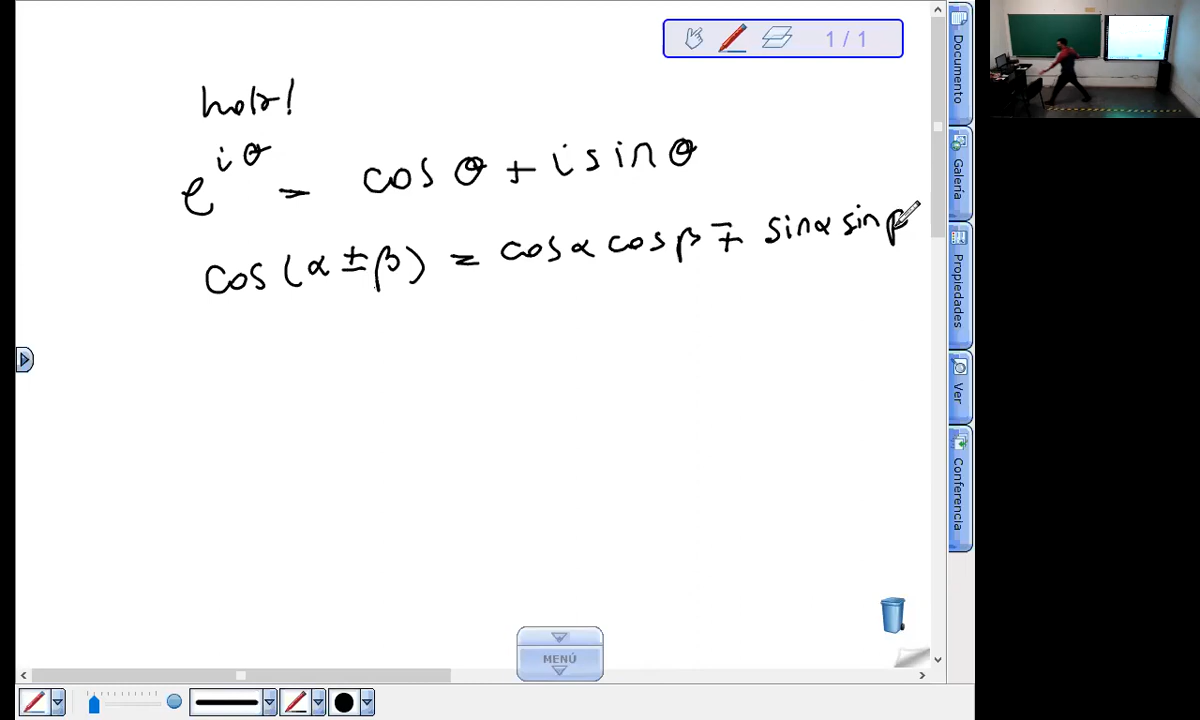 1 / 1
hola!
e^{iθ} = cos θ + i sin θ
cos (α ± β) = cos α cos β ∓ sin α sin β
Documento
Galería
Propiedades
Ver
Conferencia
MENÚ